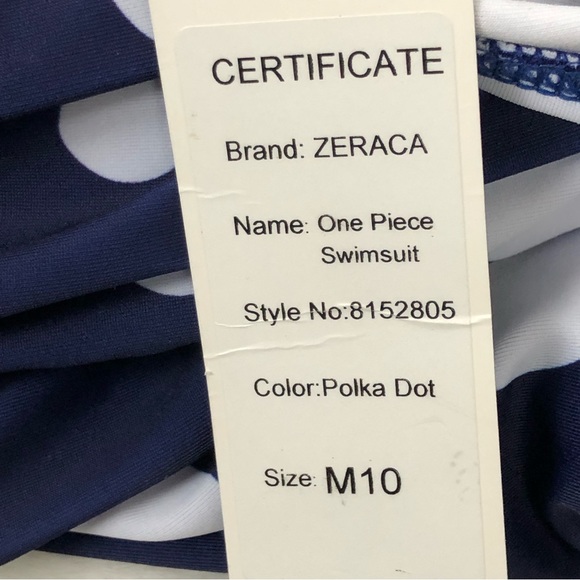 CERTIFICATE
Brand: ZERACA
Name: One Piece
Swimsuit
Style No:8152805
Color:Polka Dot
Size: M10